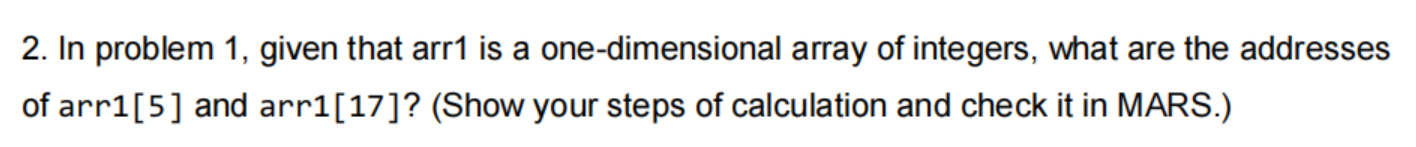 2. In problem 1, given that arr1 is a one-dimensional array of integers, what are the addresses
of arr1[5] and arr1[17]? (Show your steps of calculation and check it in MARS.)